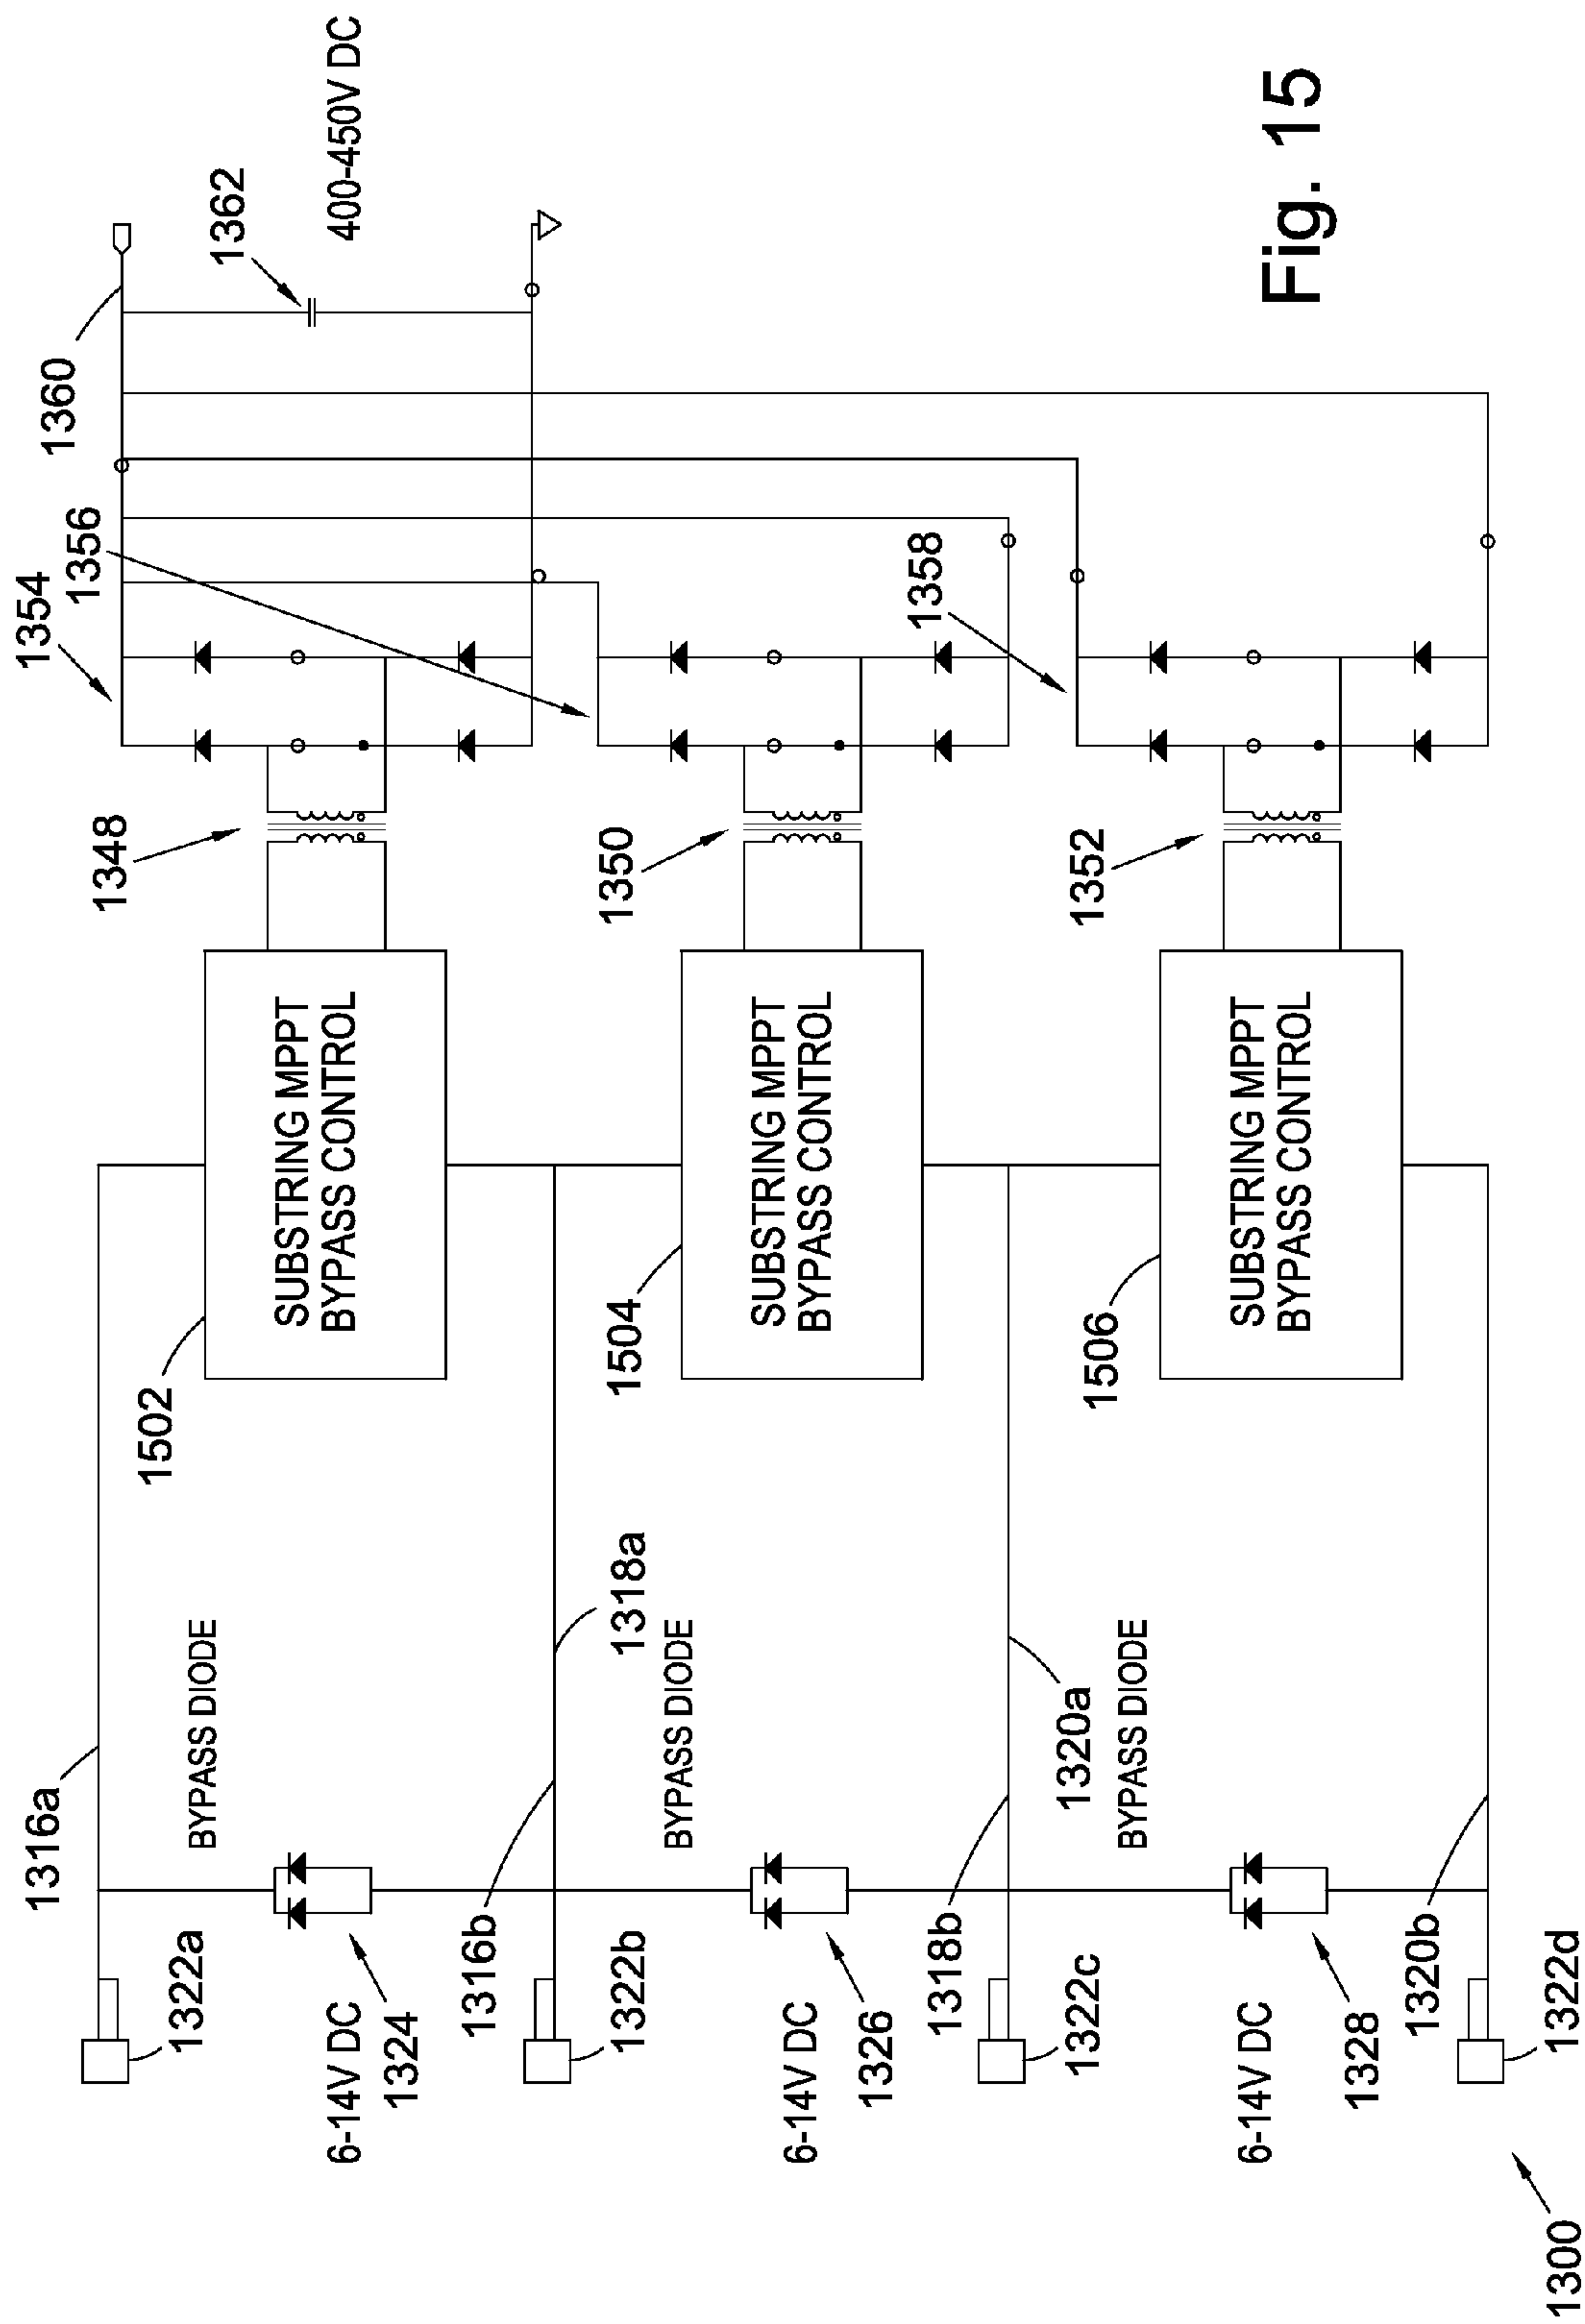 1300
1322a
1322b
1322c
1322d
6-14V DC
1324
6-14V DC
1326
6-14V DC
1328
1316a
1316b
1318a
1318b
1320a
1320b
BYPASS DIODE
BYPASS DIODE
BYPASS DIODE
1502
SUBSTRING MPPT
BYPASS CONTROL
1504
SUBSTRING MPPT
BYPASS CONTROL
1506
SUBSTRING MPPT
BYPASS CONTROL
1348
1350
1352
1354
1356
1358
1360
1362
400-450V DC
Fig. 15